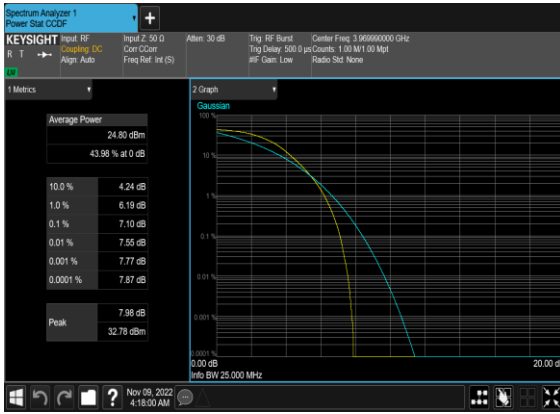 Spectrum Analyzer 1
Power Stat CCDF
KEYSIGHT
R T
LW
Input: RF
Coupling: DC
Align: Auto
Input Z: 50 Ω
Corr CCorr
Freq Ref: Int (S)
Atten: 30 dB
Trig: RF Burst
Trig Delay: 500.0 µs
#IF Gain: Low
Center Freq: 3.969990000 GHz
Counts: 1.00 M/1.00 Mpt
Radio Std: None
1 Metrics
Average Power
24.80 dBm
43.98 % at 0 dB
10.0 % 4.24 dB
1.0 % 6.19 dB
0.1 % 7.10 dB
0.01 % 7.55 dB
0.001 % 7.77 dB
0.0001 % 7.87 dB
Peak
7.98 dB
32.78 dBm
2 Graph
Gaussian
100 %
10 %
1 %
0.1 %
0.01 %
0.001 %
0.0001 %
0.00 dB
20.00 d
Info BW 25.000 MHz
Nov 09, 2022
4:18:00 AM